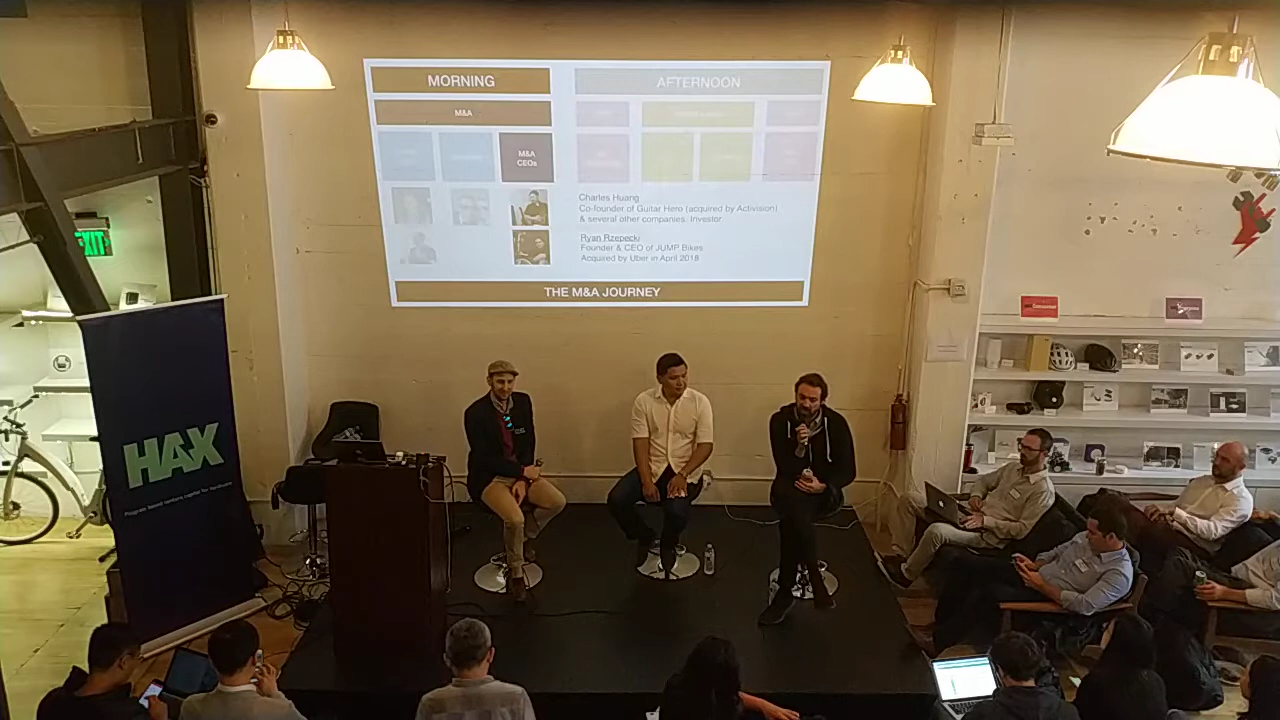 MORNING
AFTERNOON
M&A
M&A
CEOs
Charles Huang
Co-founder of Guitar Hero (acquired by Activision)
& several other companies. Investor.
Ryan Rzepecki
Founder & CEO of JUMP Bikes
Acquired by Uber in April 2018
THE M&A JOURNEY
EXIT
HAX